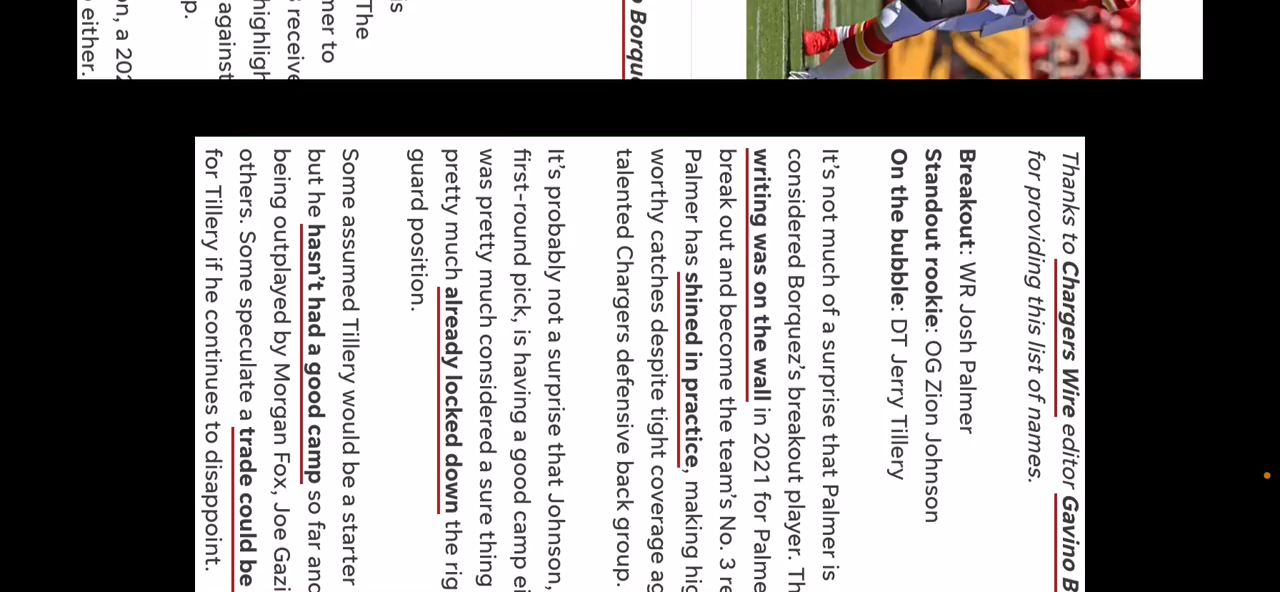 is
The
mer to
receive
highligh
against
p.
on, a 202
either.
Borqu
Thanks to Chargers Wire editor Gavino B
for providing this list of names.
Breakout: WR Josh Palmer
Standout rookie: OG Zion Johnson
On the bubble: DT Jerry Tillery
It's not much of a surprise that Palmer is
considered Borquez's breakout player. Th
writing was on the wall in 2021 for Palme
break out and become the team's No. 3 re
Palmer has shined in practice, making hig
worthy catches despite tight coverage ag
talented Chargers defensive back group.
It's probably not a surprise that Johnson,
first-round pick, is having a good camp ei
was pretty much considered a sure thing
pretty much already locked down the rig
guard position.
Some assumed Tillery would be a starter
but he hasn't had a good camp so far and
being outplayed by Morgan Fox, Joe Gazi
others. Some speculate a trade could be
for Tillery if he continues to disappoint.